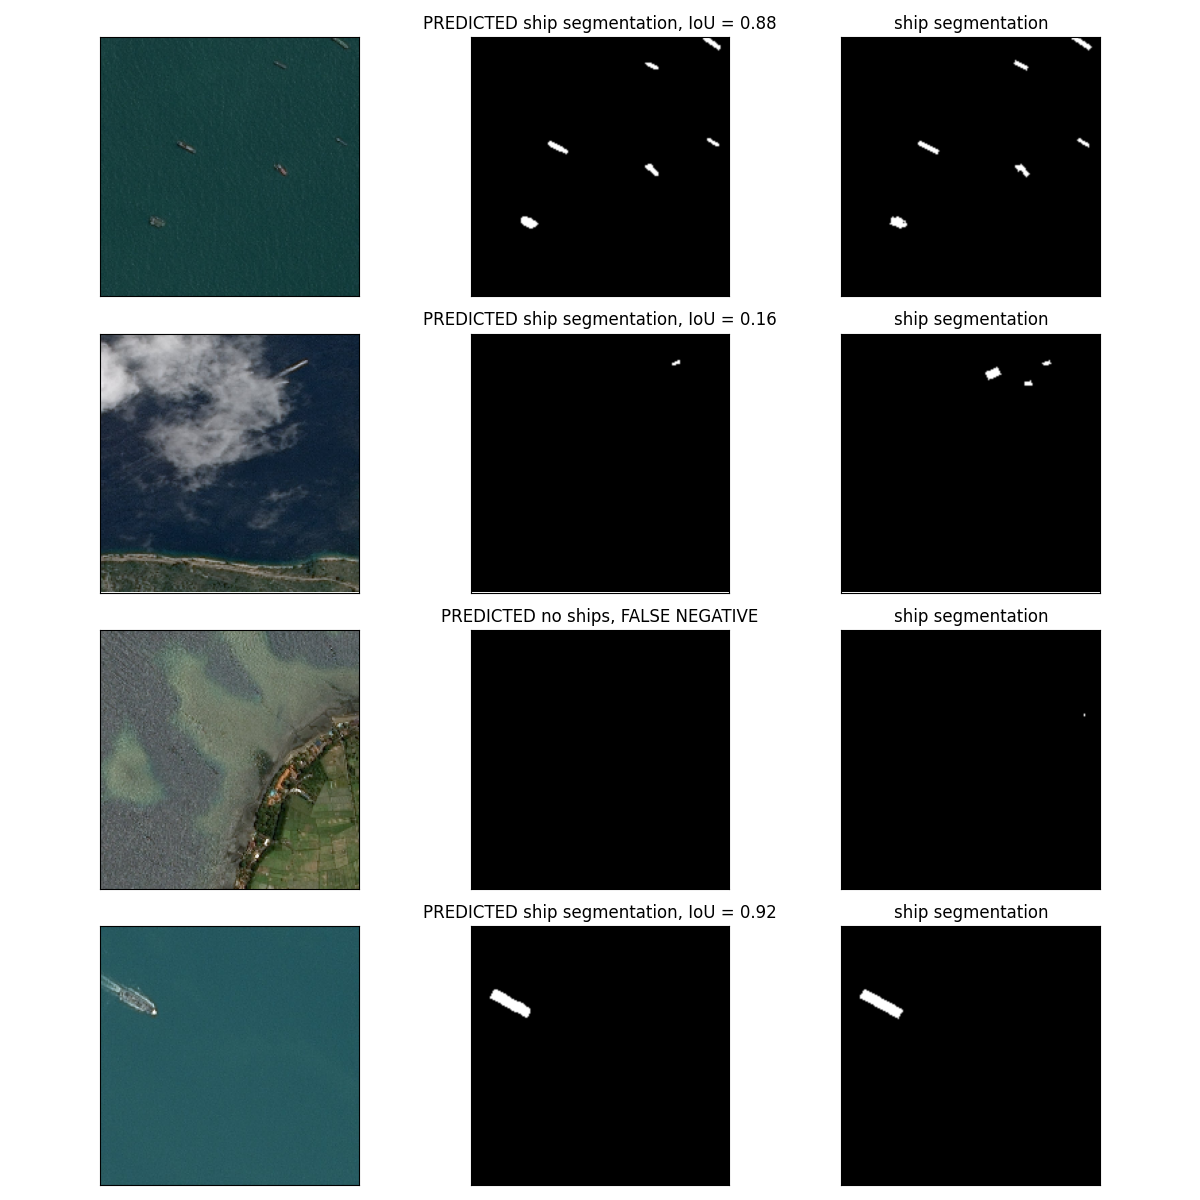 PREDICTED ship segmentation, IoU = 0.88
ship segmentation
PREDICTED ship segmentation, IoU = 0.16
ship segmentation
PREDICTED no ships, FALSE NEGATIVE
ship segmentation
PREDICTED ship segmentation, IoU = 0.92
ship segmentation